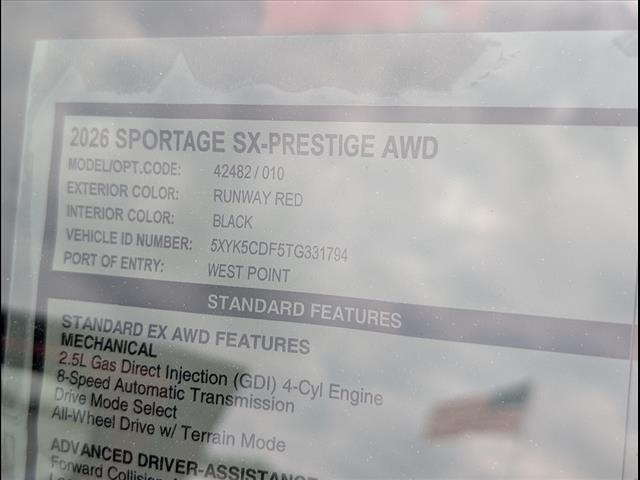 2026 SPORTAGE SX-PRESTIGE AWD
MODEL/OPT.CODE: 42482 / 010
EXTERIOR COLOR: RUNWAY RED
INTERIOR COLOR: BLACK
VEHICLE ID NUMBER: 5XYK5CDF5TG331794
PORT OF ENTRY: WEST POINT
STANDARD FEATURES
STANDARD EX AWD FEATURES
MECHANICAL
2.5L Gas Direct Injection (GDI) 4-Cyl Engine
8-Speed Automatic Transmission
Drive Mode Select
All-Wheel Drive w/ Terrain Mode
ADVANCED DRIVER-ASSISTANC
Forward Collision